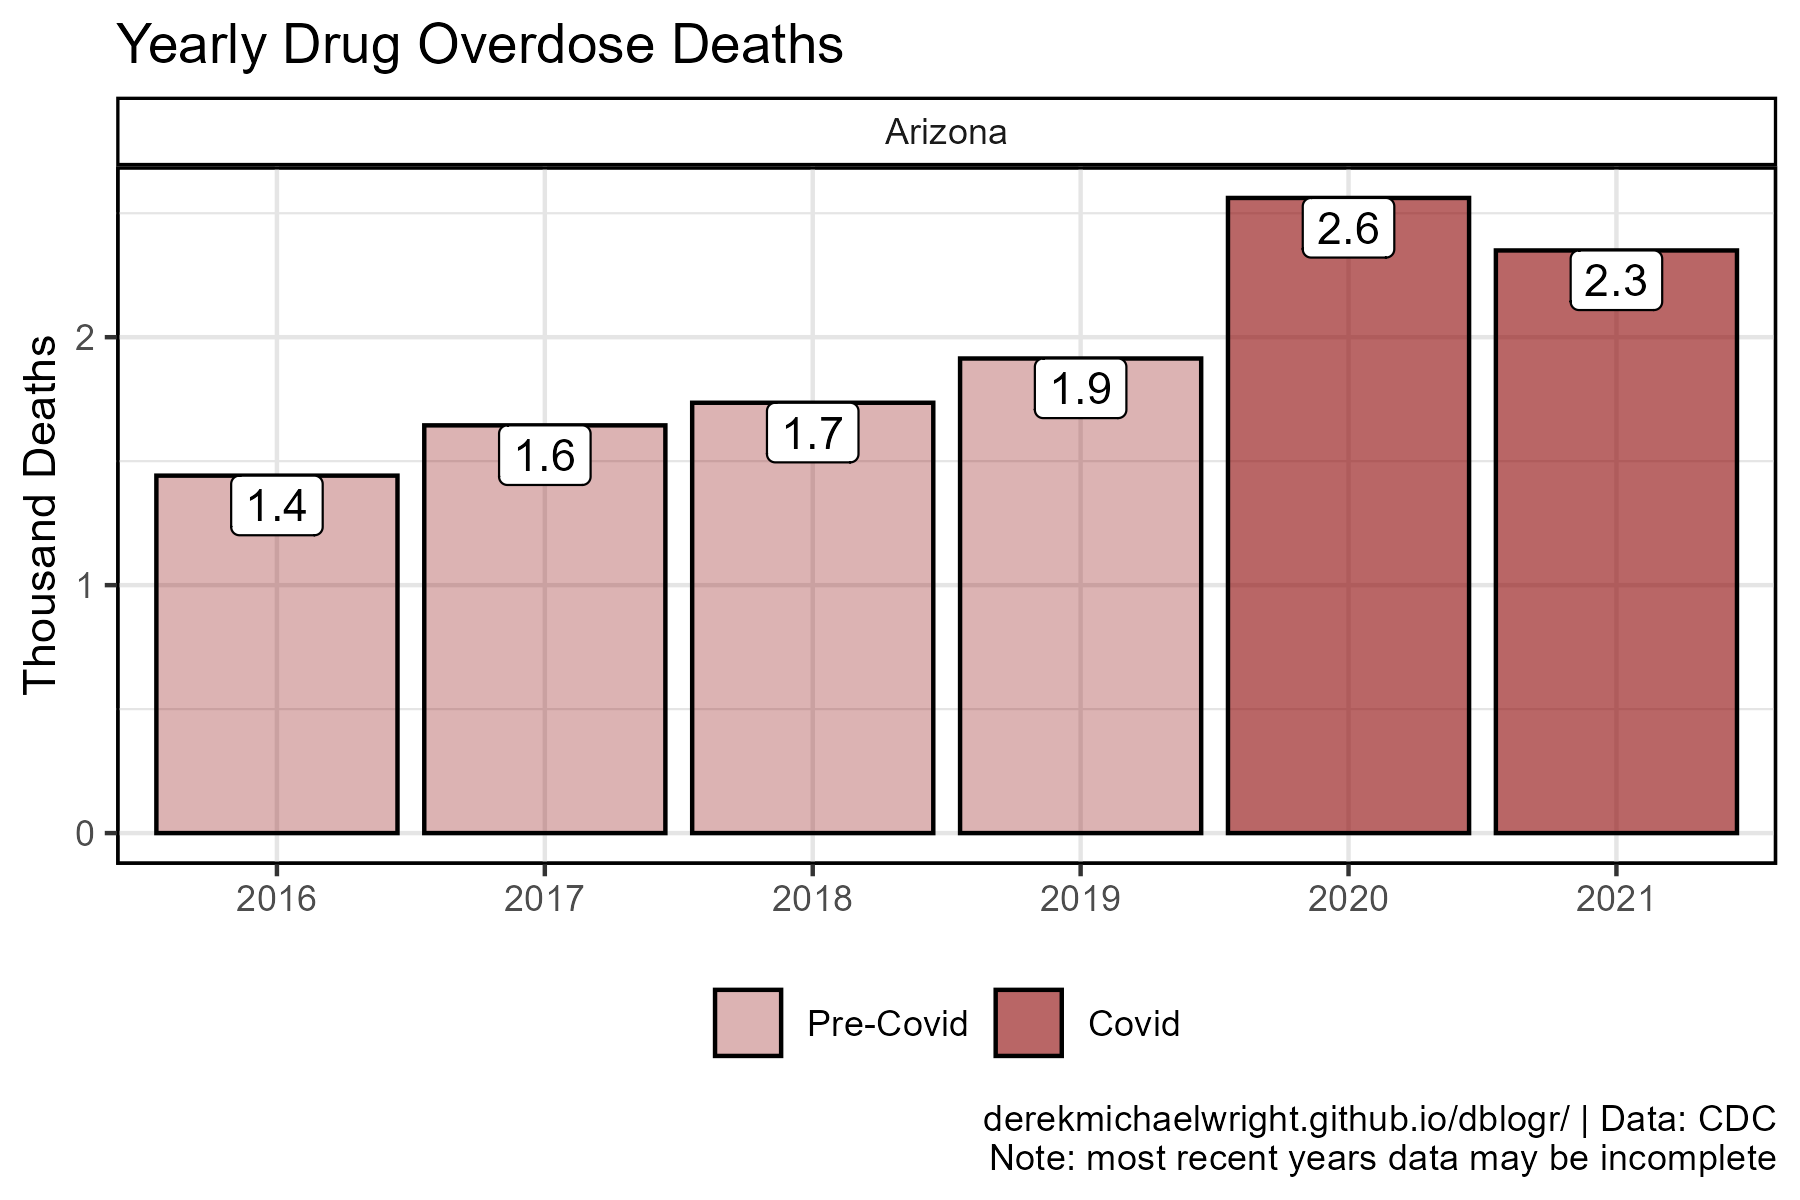 Yearly Drug Overdose Deaths
Arizona
Thousand Deaths
2
1
0
1.4
1.6
1.7
1.9
2.6
2.3
2016
2017
2018
2019
2020
2021
Pre-Covid
Covid
derekmichaelwright.github.io/dblogr/ | Data: CDC
Note: most recent years data may be incomplete